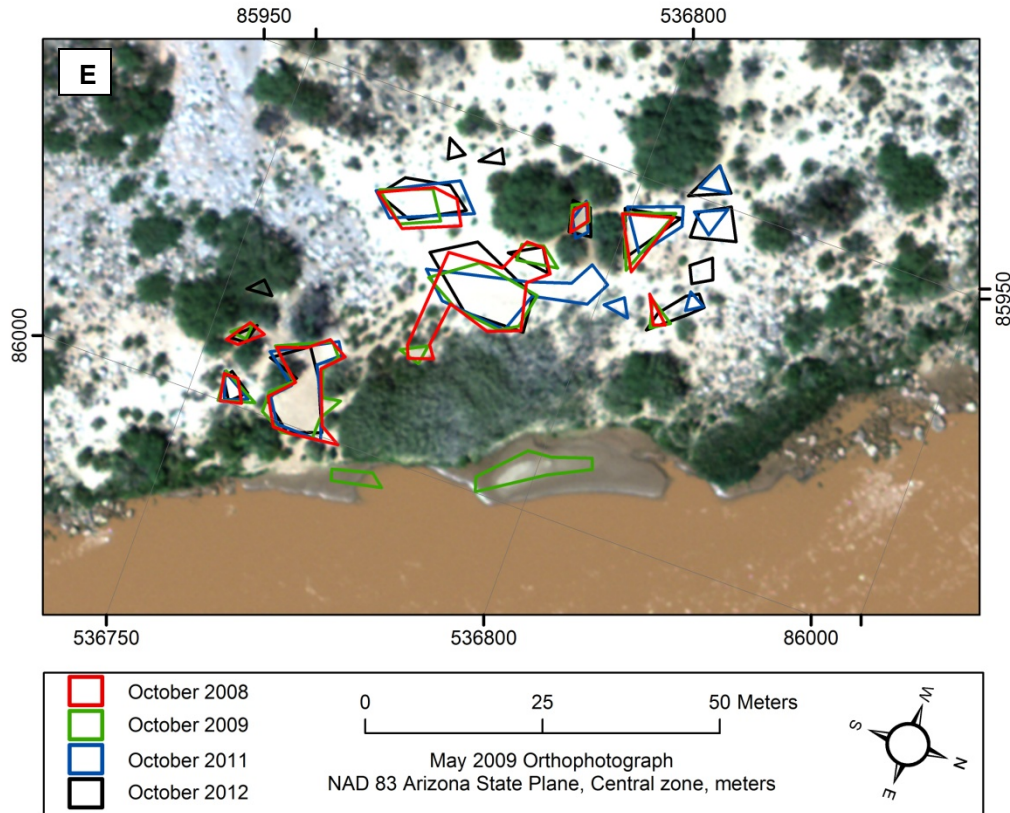 85950
536800
E
86000
85950
536750
536800
86000
October 2008
October 2009
October 2011
October 2012
0 25 50 Meters
May 2009 Orthophotograph
NAD 83 Arizona State Plane, Central zone, meters
W
S
N
E